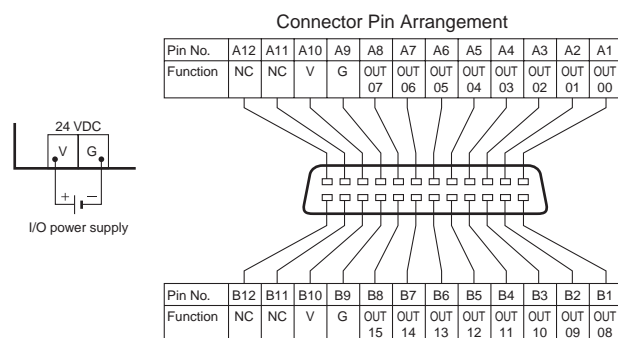 Connector Pin Arrangement
Pin No. A12 A11 A10 A9 A8 A7 A6 A5 A4 A3 A2 A1
Function NC NC V G OUT 07 OUT 06 OUT 05 OUT 04 OUT 03 OUT 02 OUT 01 OUT 00
24 VDC
V G
+ −
I/O power supply
Pin No. B12 B11 B10 B9 B8 B7 B6 B5 B4 B3 B2 B1
Function NC NC V G OUT 15 OUT 14 OUT 13 OUT 12 OUT 11 OUT 10 OUT 09 OUT 08